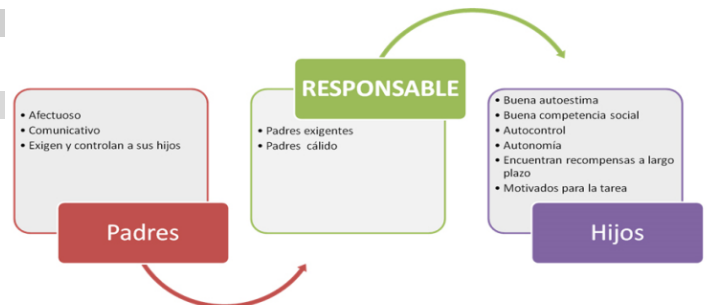 • Afectuoso
• Comunicativo
• Exigen y controlan a sus hijos
Padres
RESPONSABLE
• Padres exigentes
• Padres cálido
• Buena autoestima
• Buena competencia social
• Autocontrol
• Autonomía
• Encuentran recompensas a largo
plazo
• Motivados para la tarea
Hijos